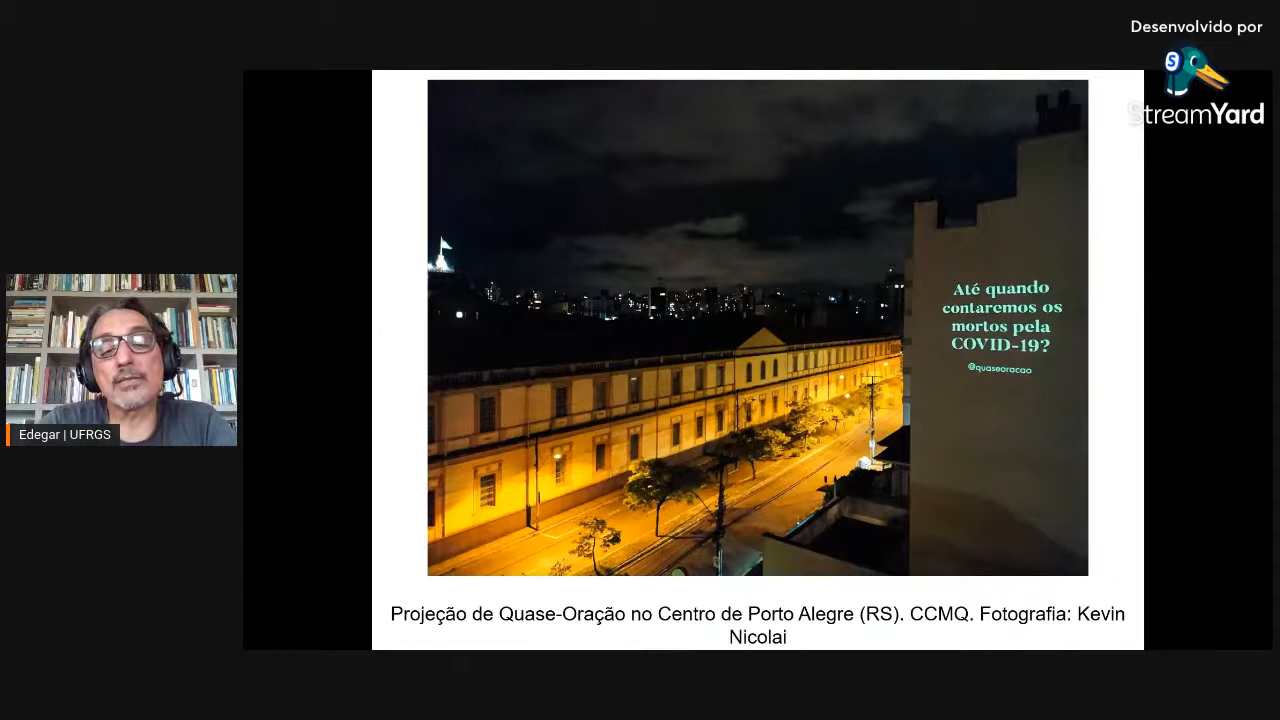 Desenvolvido por
StreamYard
Até quando
contaremos os
mortos pela
COVID-19?
@quaseoracao
Edegar | UFRGS
Projeção de Quase-Oração no Centro de Porto Alegre (RS). CCMQ. Fotografia: Kevin
Nicolai